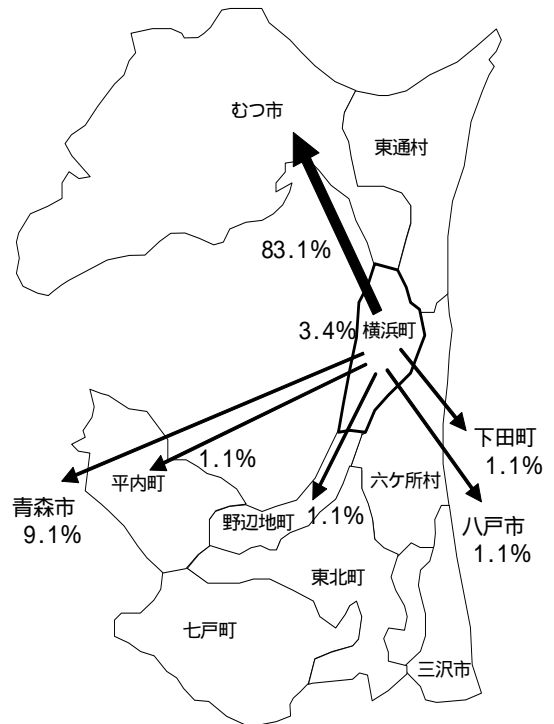 むつ市
東通村
83.1%
3.4%
横浜町
下田町
1.1%
1.1%
平内町
六ケ所村
青森市
9.1%
野辺地町
1.1%
八戸市
1.1%
東北町
七戸町
三沢市